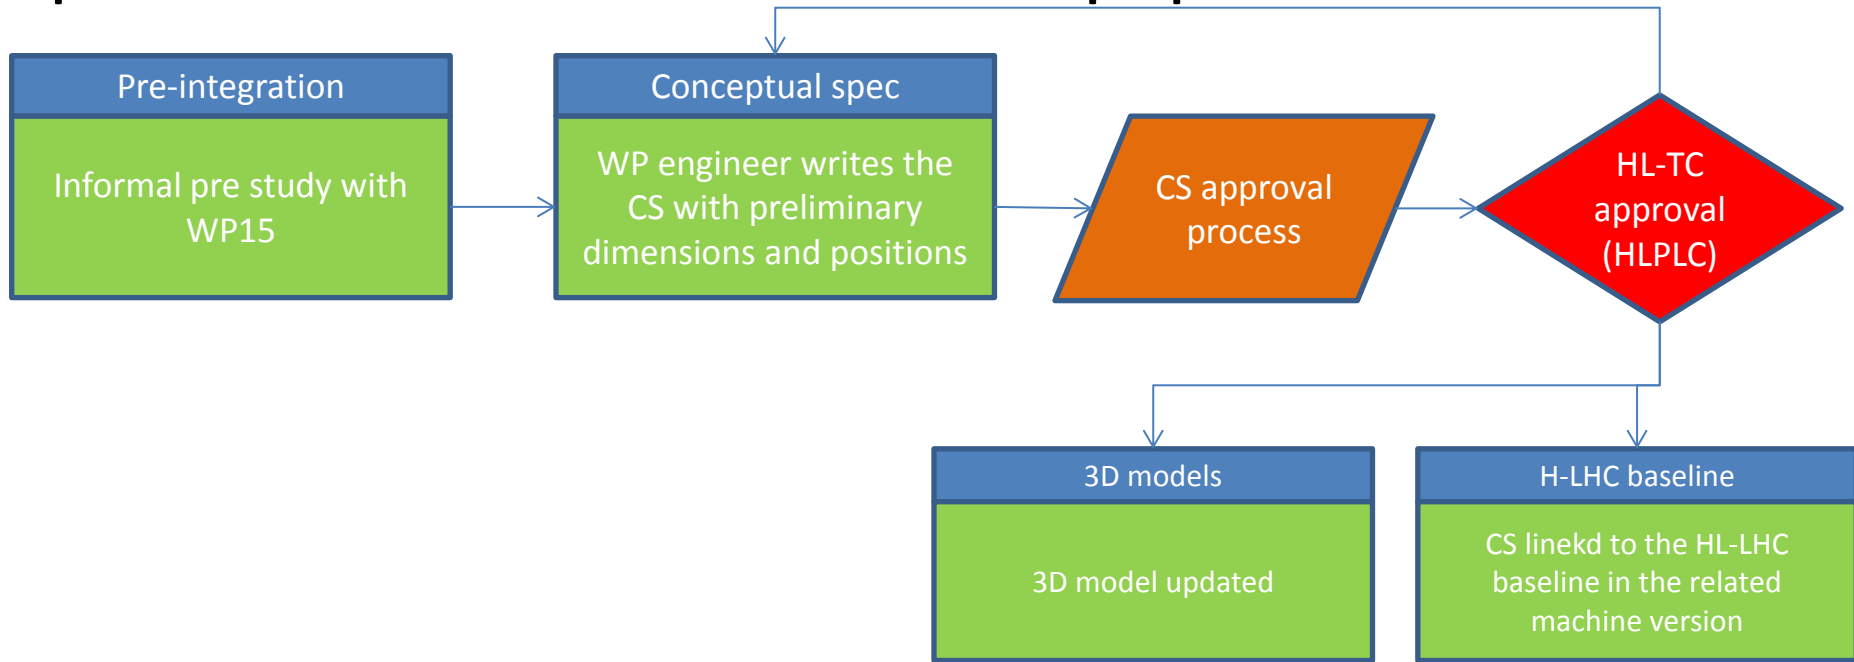 Pre-integration
Informal pre study with
WP15
Conceptual spec
WP engineer writes the
CS with preliminary
dimensions and positions
CS approval
process
HL-TC
approval
(HLPLC)
3D models
3D model updated
H-LHC baseline
CS linekd to the HL-LHC
baseline in the related
machine version